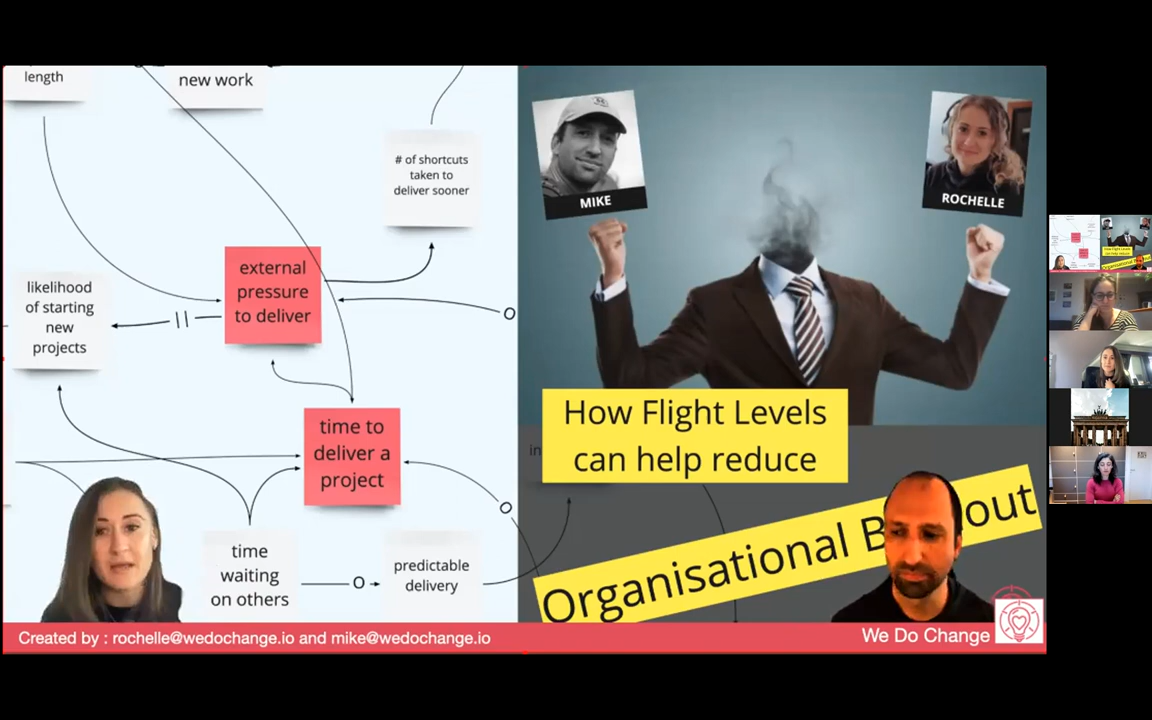 length
new work
# of shortcuts
taken to
deliver sooner
external
pressure
to deliver
likelihood
of starting
new
projects
O
time to
deliver a
project
O
time
waiting
on others
O
predictable
delivery
MIKE
ROCHELLE
How Flight Levels
can help reduce
in
Organisational B out
Created by : rochelle@wedochange.io and mike@wedochange.io
We Do Change